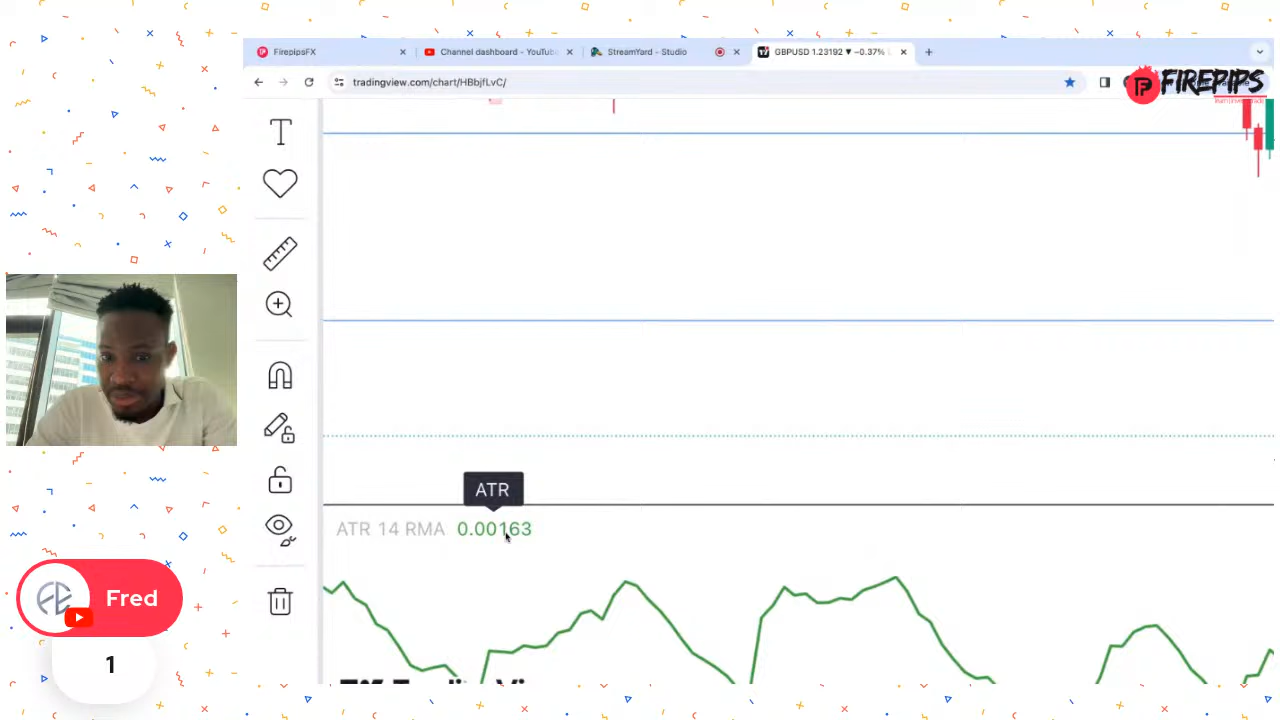 FirepipsFX
Channel dashboard - YouTub
StreamYard - Studio
GBPUSD 1.23192 ▼ −0.37%
tradingview.com/chart/HBbjfLvC/
FIREPIPS
ATR
ATR 14 RMA 0.00163
Fred
1